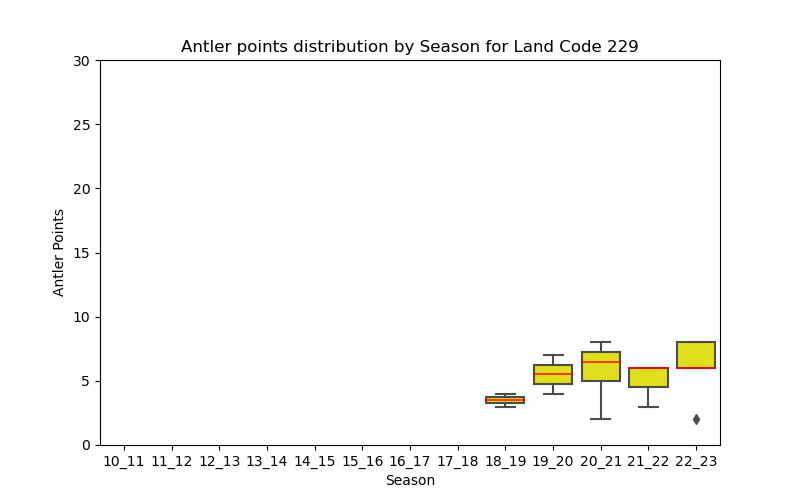 Antler points distribution by Season for Land Code 229
30
25
20
15
10
5
0
Antler Points
10_11 11_12 12_13 13_14 14_15 15_16 16_17 17_18 18_19 19_20 20_21 21_22 22_23
Season